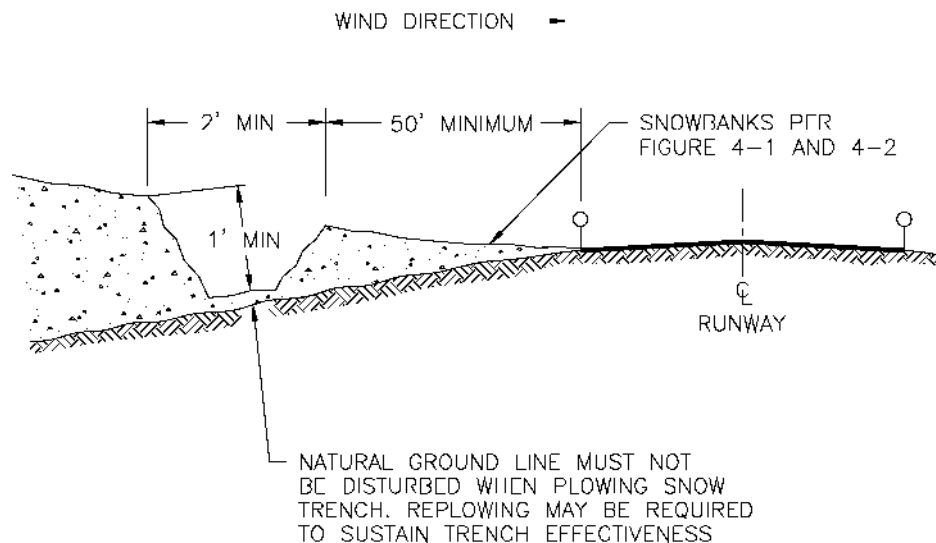 WIND DIRECTION
2' MIN
50' MINIMUM
SNOWBANKS PER
FIGURE 4-1 AND 4-2
1' MIN
℄
RUNWAY
NATURAL GROUND LINE MUST NOT
BE DISTURBED WHEN PLOWING SNOW
TRENCH. REPLOWING MAY BE REQUIRED
TO SUSTAIN TRENCH EFFECTIVENESS